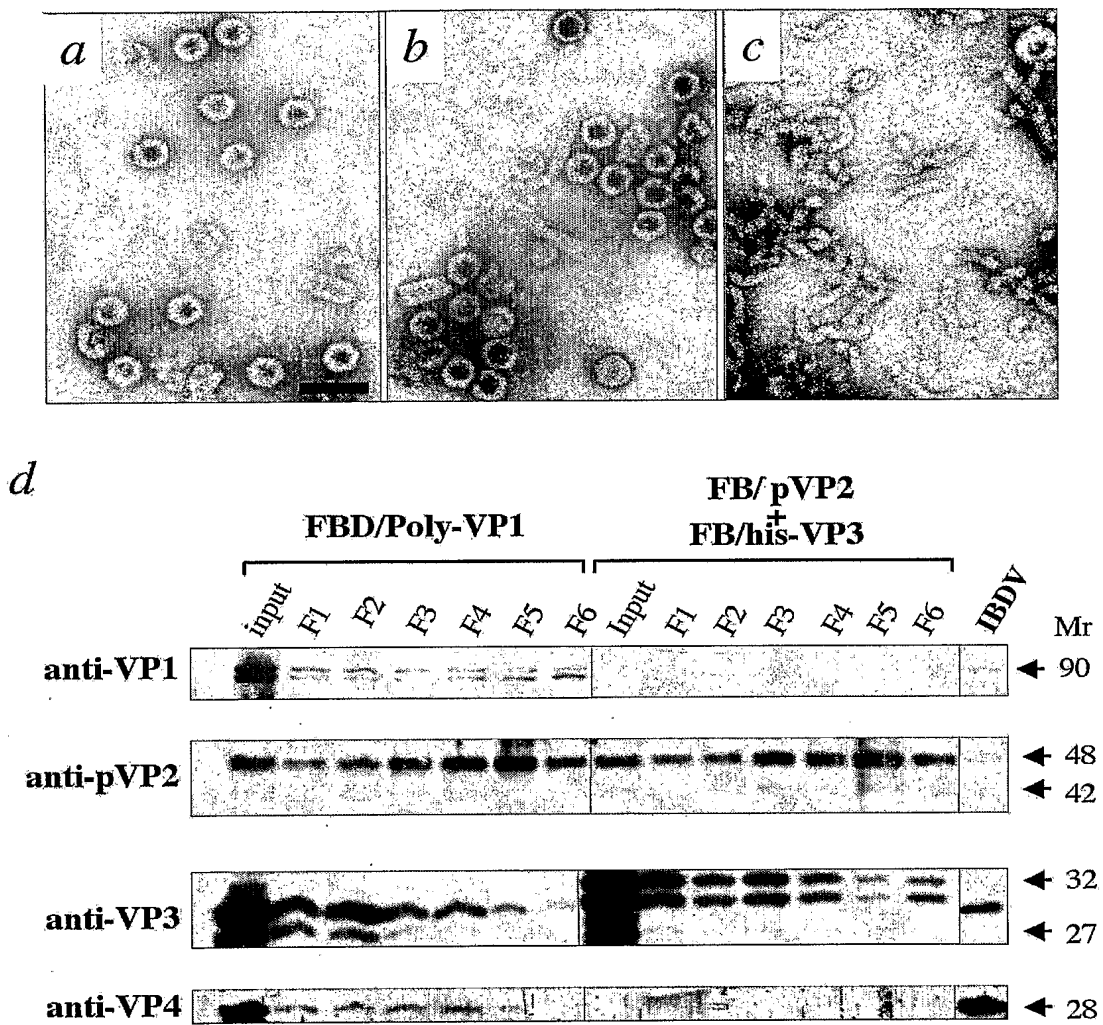 a b c
d
FB/pVP2
+
FBD/Poly-VP1 FB/his-VP3
input F1 F2 F3 F4 F5 F6 Input F1 F2 F3 F4 F5 F6 IBDV Mr
anti-VP1 90
anti-pVP2 48
42
anti-VP3 32
27
anti-VP4 28